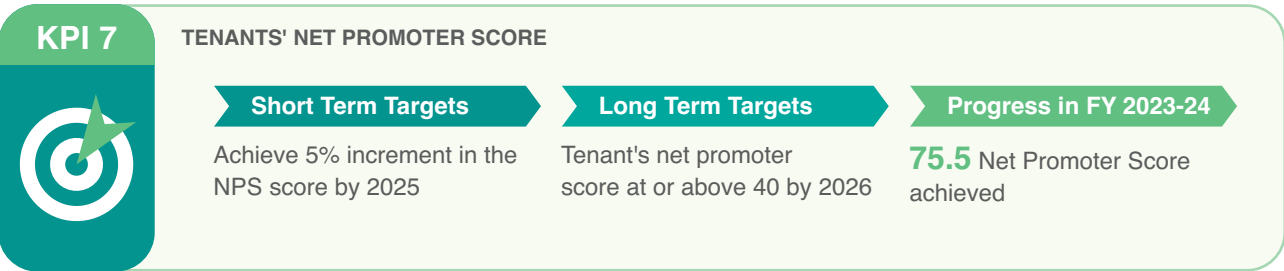 KPI 7
TENANTS' NET PROMOTER SCORE
Short Term Targets
Achieve 5% increment in the
NPS score by 2025
Long Term Targets
Tenant's net promoter
score at or above 40 by 2026
Progress in FY 2023-24
75.5 Net Promoter Score
achieved